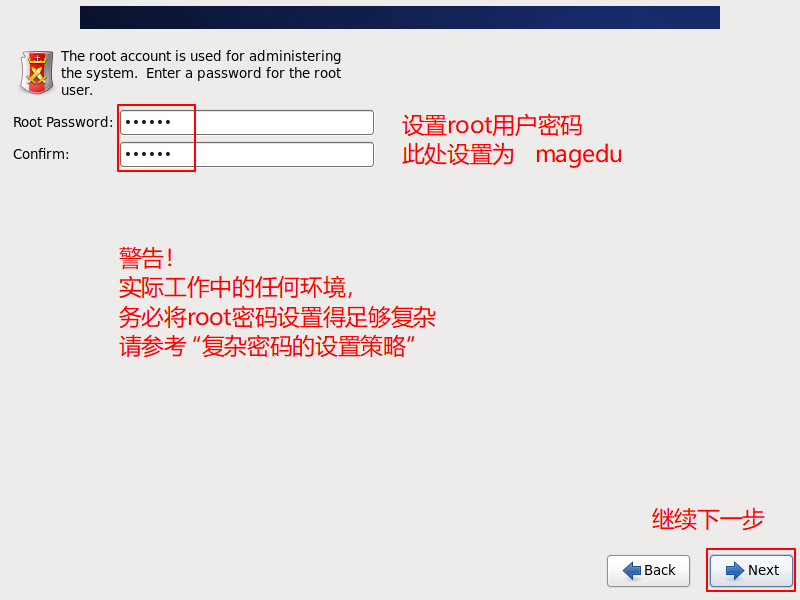 The root account is used for administering
the system.  Enter a password for the root
user.
Root Password: ••••••
设置root用户密码
Confirm: ••••••
此处设置为 magedu
警告！
实际工作中的任何环境，
务必将root密码设置得足够复杂
请参考 “复杂密码的设置策略”
继续下一步
Back
Next